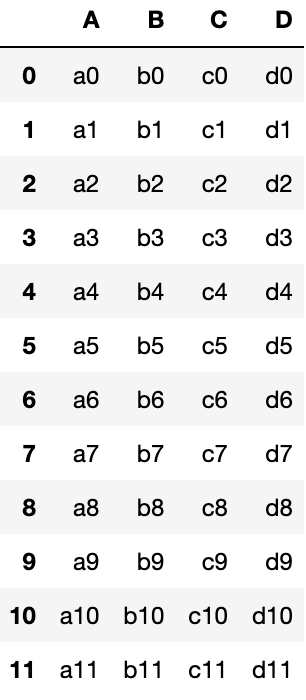 A B C D
0 a0 b0 c0 d0
1 a1 b1 c1 d1
2 a2 b2 c2 d2
3 a3 b3 c3 d3
4 a4 b4 c4 d4
5 a5 b5 c5 d5
6 a6 b6 c6 d6
7 a7 b7 c7 d7
8 a8 b8 c8 d8
9 a9 b9 c9 d9
10 a10 b10 c10 d10
11 a11 b11 c11 d11